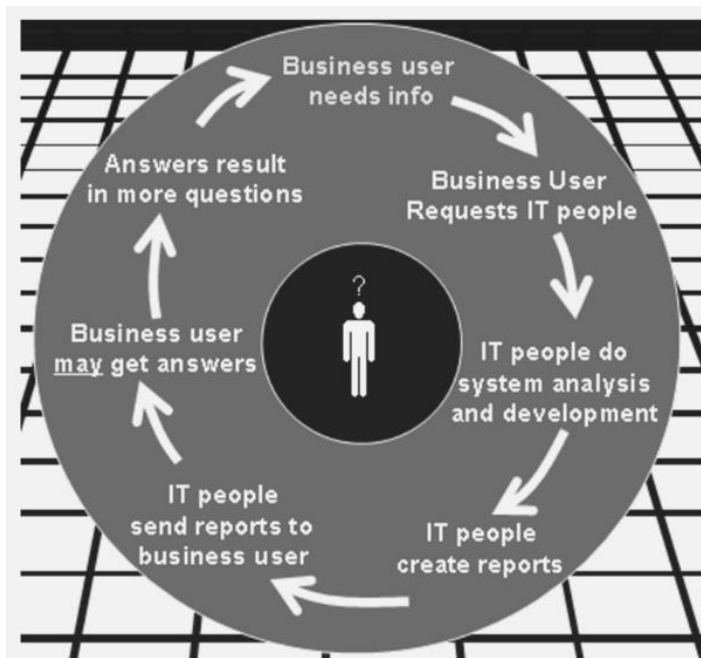 Business user
needs info
Business User
Requests IT people
IT people do
system analysis
and development
IT people
create reports
IT people
send reports to
business user
Business user
may get answers
Answers result
in more questions
?